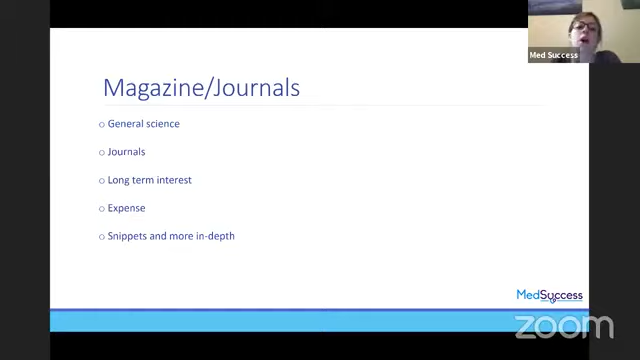 Med Success
Magazine/Journals
o General science
o Journals
o Long term interest
o Expense
o Snippets and more in-depth
MedSuccess
zoom